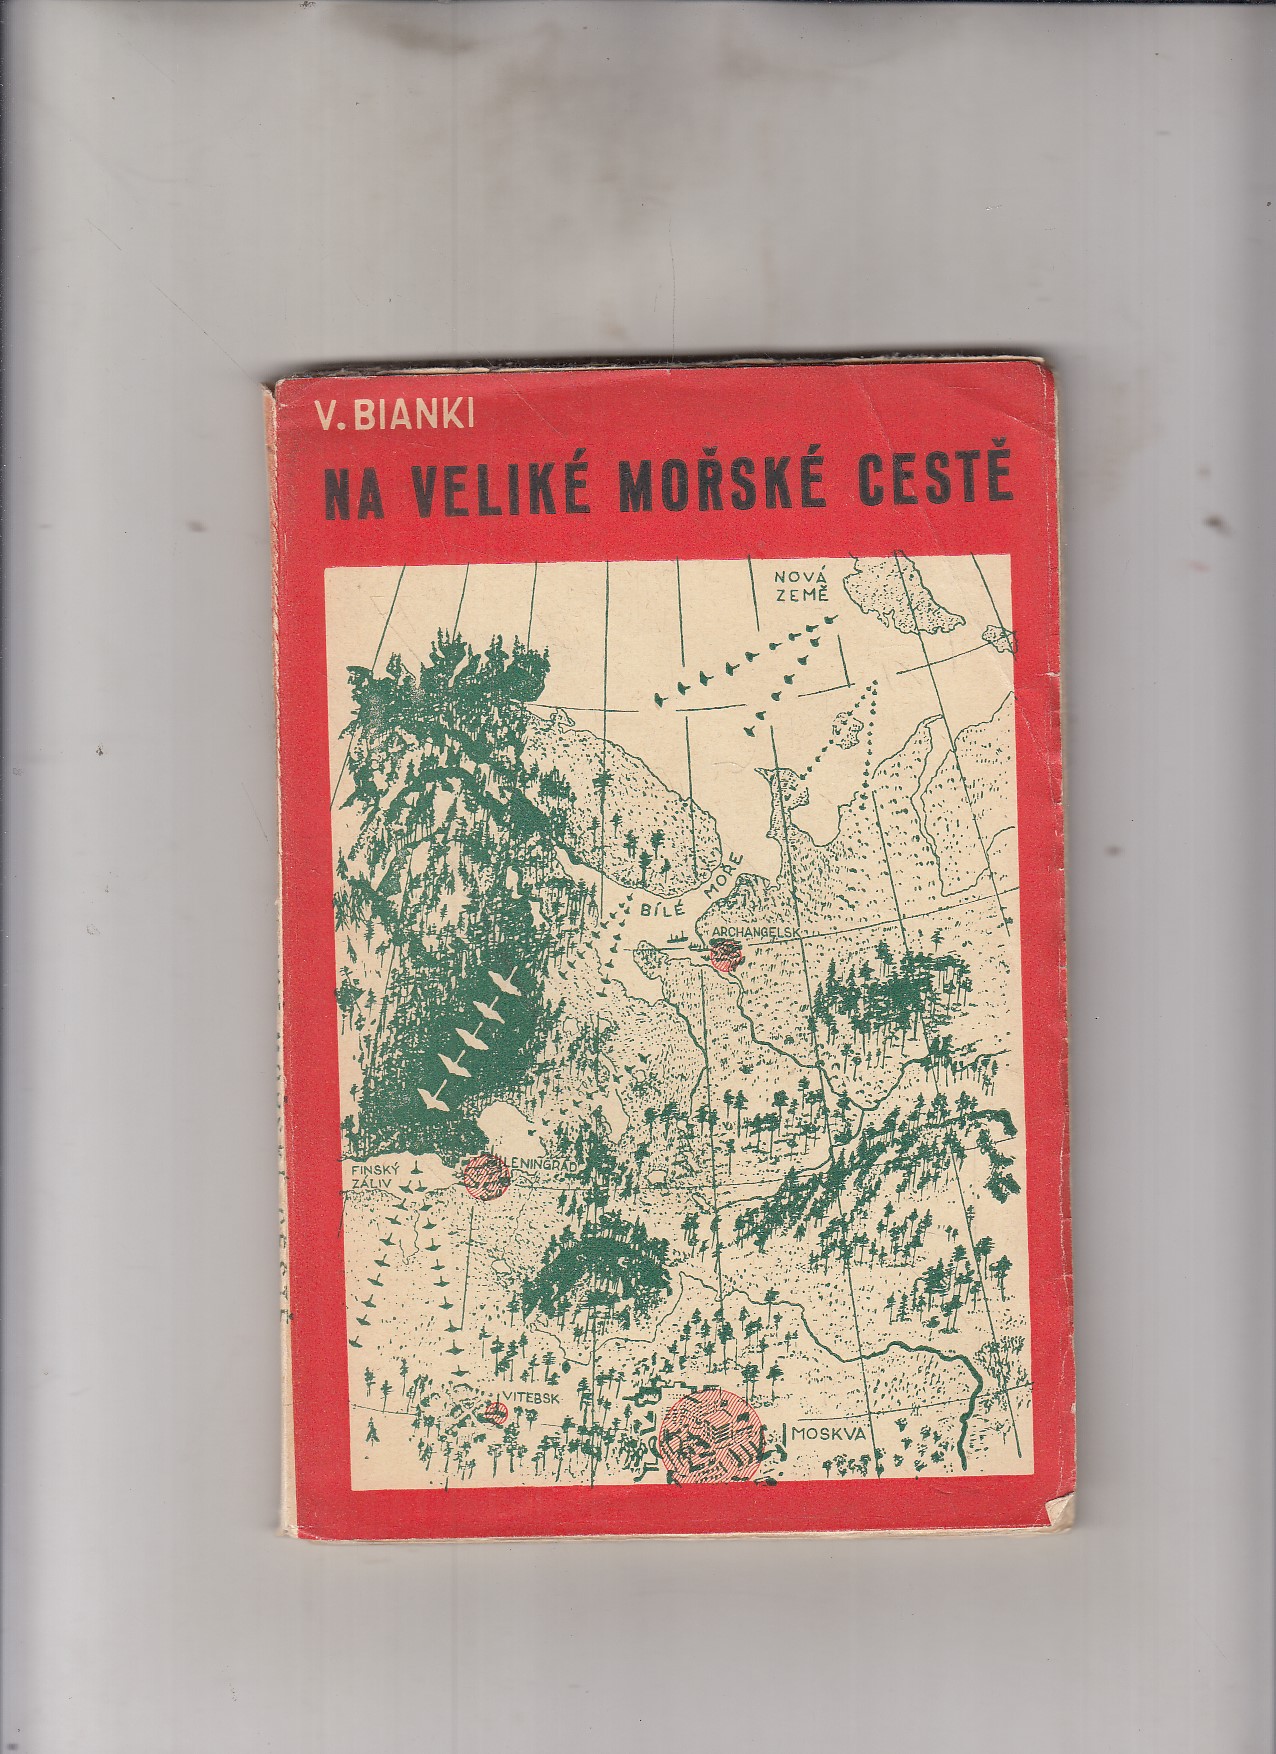 V. BIANKI
NA VELIKÉ MOŘSKÉ CESTĚ
NOVÁ
ZEMĚ
BÍLÉ MOŘE
ARCHANGELSK
FINSKÝ
ZÁLIV
LENINGRAD
VITEBSK
MOSKVA